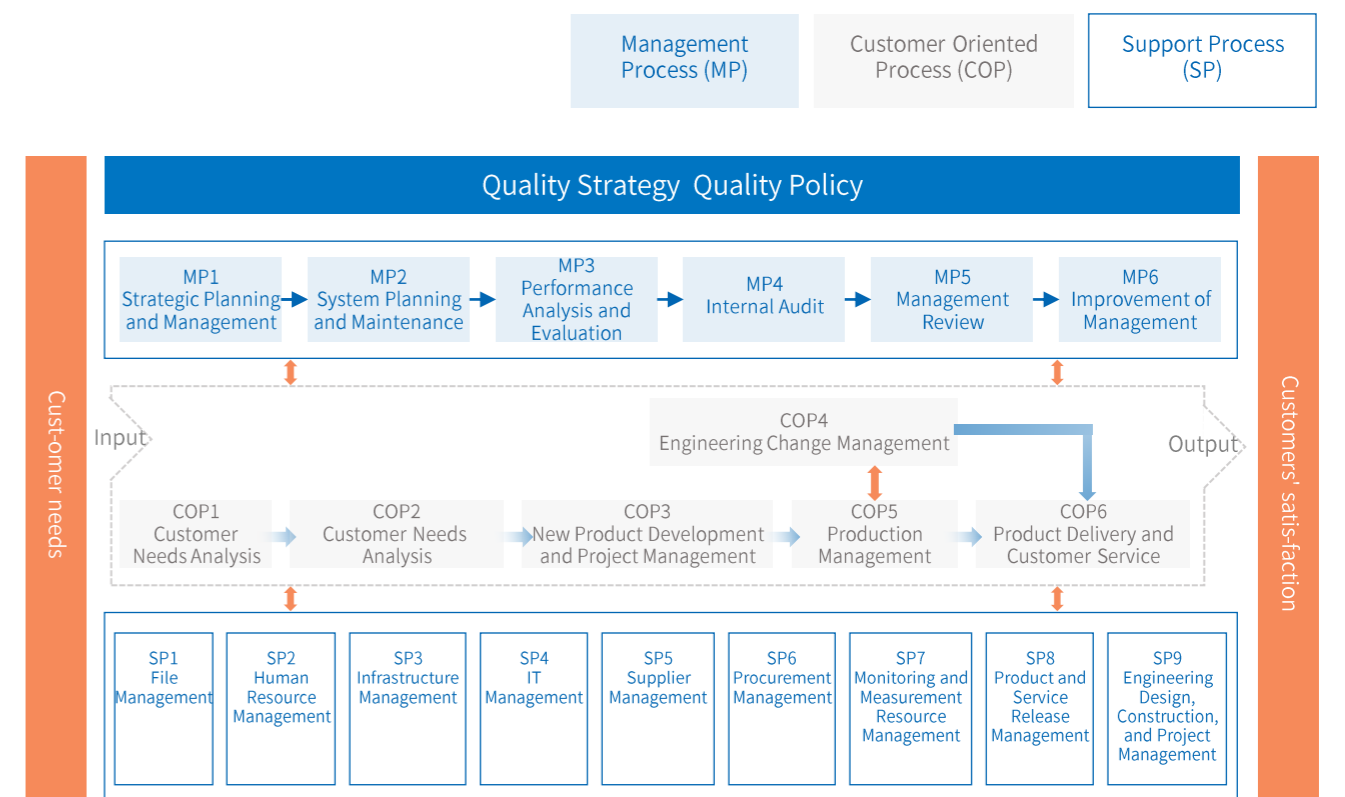 Management
Process (MP)
Customer Oriented
Process (COP)
Support Process
(SP)
Quality Strategy  Quality Policy
MP1
Strategic Planning
and Management
MP2
System Planning
and Maintenance
MP3
Performance
Analysis and
Evaluation
MP4
Internal Audit
MP5
Management
Review
MP6
Improvement of
Management
Cust-omer needs
Input
COP4
Engineering Change Management
Output
Customers' satis-faction
COP1
Customer
Needs Analysis
COP2
Customer Needs
Analysis
COP3
New Product Development
and Project Management
COP5
Production
Management
COP6
Product Delivery and
Customer Service
SP1
File
Management
SP2
Human
Resource
Management
SP3
Infrastructure
Management
SP4
IT
Management
SP5
Supplier
Management
SP6
Procurement
Management
SP7
Monitoring and
Measurement
Resource
Management
SP8
Product and
Service
Release
Management
SP9
Engineering
Design,
Construction,
and Project
Management